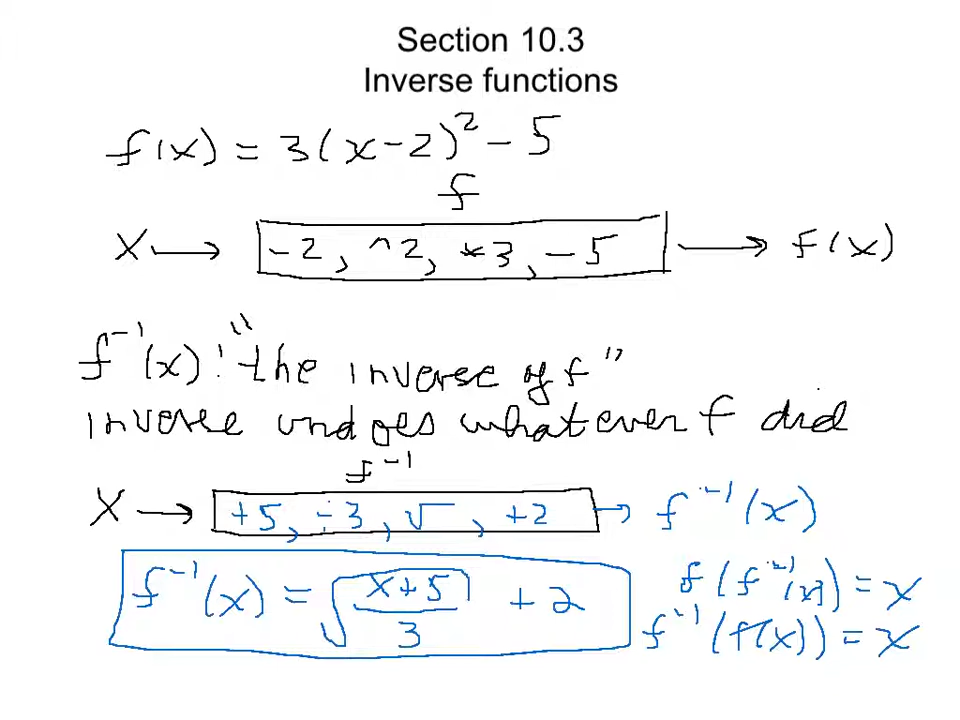 Section 10.3
Inverse functions
f(x) = 3(x-2)^2 - 5
f
X → -2, ^2, *3, -5 → f(x)
f^-1(x): "the inverse of f"
inverse undoes whatever f did
f^-1
X → +5, ÷3, √, +2 → f^-1(x)
f^-1(x) = √((x+5)/3) + 2
f(f^-1(x)) = x
f^-1(f(x)) = x